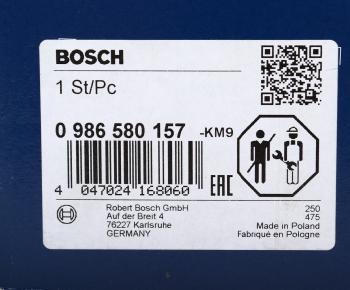 BOSCH
1 St/Pc
0 986 580 157 -KM9
4 047024 168060
EAC
Robert Bosch GmbH
Auf der Breit 4
76227 Karlsruhe
GERMANY
250
475
Made in Poland
Fabriqué en Pologne